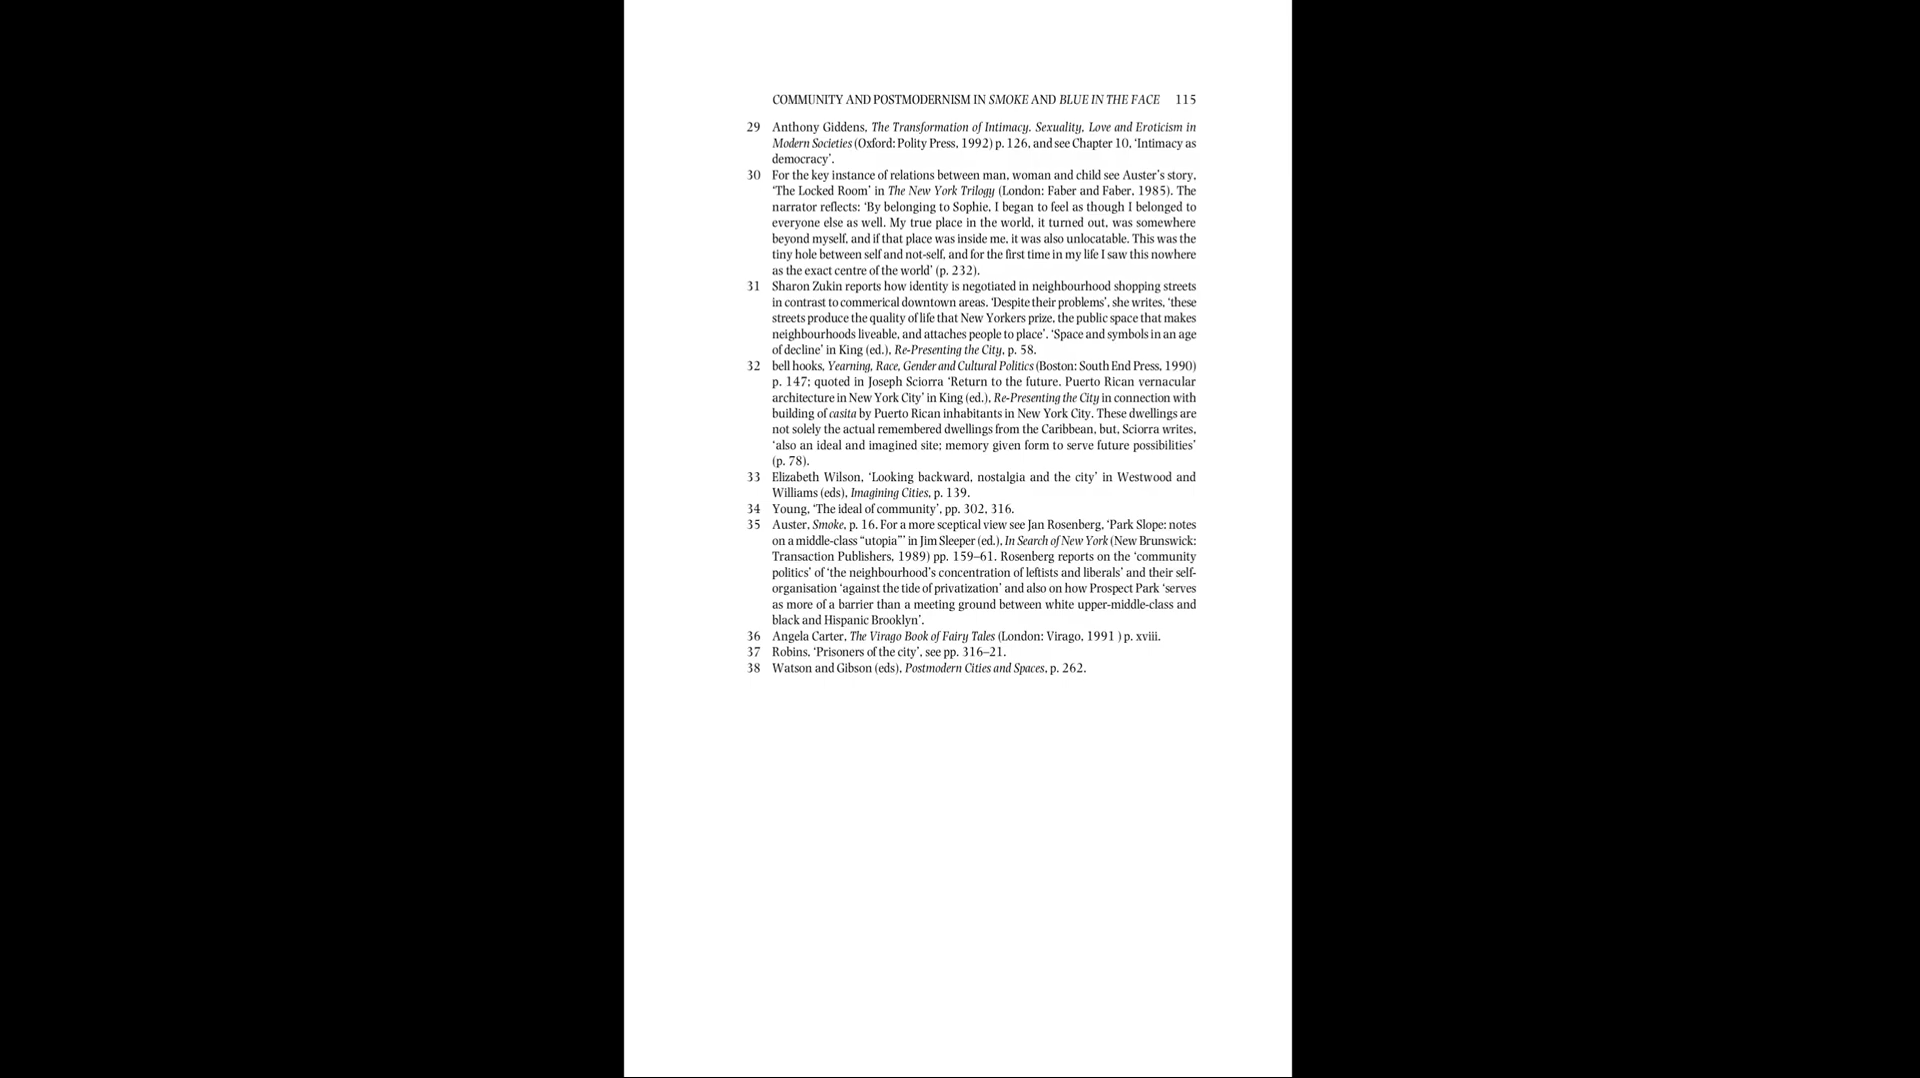 COMMUNITY AND POSTMODERNISM IN SMOKE AND BLUE IN THE FACE 115
29 Anthony Giddens, The Transformation of Intimacy. Sexuality, Love and Eroticism in
Modern Societies (Oxford: Polity Press, 1992) p. 126, and see Chapter 10, ‘Intimacy as
democracy’.
30 For the key instance of relations between man, woman and child see Auster’s story,
‘The Locked Room’ in The New York Trilogy (London: Faber and Faber, 1985). The
narrator reflects: ‘By belonging to Sophie, I began to feel as though I belonged to
everyone else as well. My true place in the world, it turned out, was somewhere
beyond myself, and if that place was inside me, it was also unlocatable. This was the
tiny hole between self and not-self, and for the first time in my life I saw this nowhere
as the exact centre of the world’ (p. 232).
31 Sharon Zukin reports how identity is negotiated in neighbourhood shopping streets
in contrast to commerical downtown areas. ‘Despite their problems’, she writes, ‘these
streets produce the quality of life that New Yorkers prize, the public space that makes
neighbourhoods liveable, and attaches people to place’. ‘Space and symbols in an age
of decline’ in King (ed.), Re-Presenting the City, p. 58.
32 bell hooks, Yearning, Race, Gender and Cultural Politics (Boston: South End Press, 1990)
p. 147; quoted in Joseph Sciorra ‘Return to the future. Puerto Rican vernacular
architecture in New York City’ in King (ed.), Re-Presenting the City in connection with
building of casita by Puerto Rican inhabitants in New York City. These dwellings are
not solely the actual remembered dwellings from the Caribbean, but, Sciorra writes,
‘also an ideal and imagined site; memory given form to serve future possibilities’
(p. 78).
33 Elizabeth Wilson, ‘Looking backward, nostalgia and the city’ in Westwood and
Williams (eds), Imagining Cities, p. 139.
34 Young, ‘The ideal of community’, pp. 302, 316.
35 Auster, Smoke, p. 16. For a more sceptical view see Jan Rosenberg, ‘Park Slope: notes
on a middle-class “utopia”’ in Jim Sleeper (ed.), In Search of New York (New Brunswick:
Transaction Publishers, 1989) pp. 159–61. Rosenberg reports on the ‘community
politics’ of ‘the neighbourhood’s concentration of leftists and liberals’ and their self-
organisation ‘against the tide of privatization’ and also on how Prospect Park ‘serves
as more of a barrier than a meeting ground between white upper-middle-class and
black and Hispanic Brooklyn’.
36 Angela Carter, The Virago Book of Fairy Tales (London: Virago, 1991 ) p. xviii.
37 Robins, ‘Prisoners of the city’, see pp. 316–21.
38 Watson and Gibson (eds), Postmodern Cities and Spaces, p. 262.